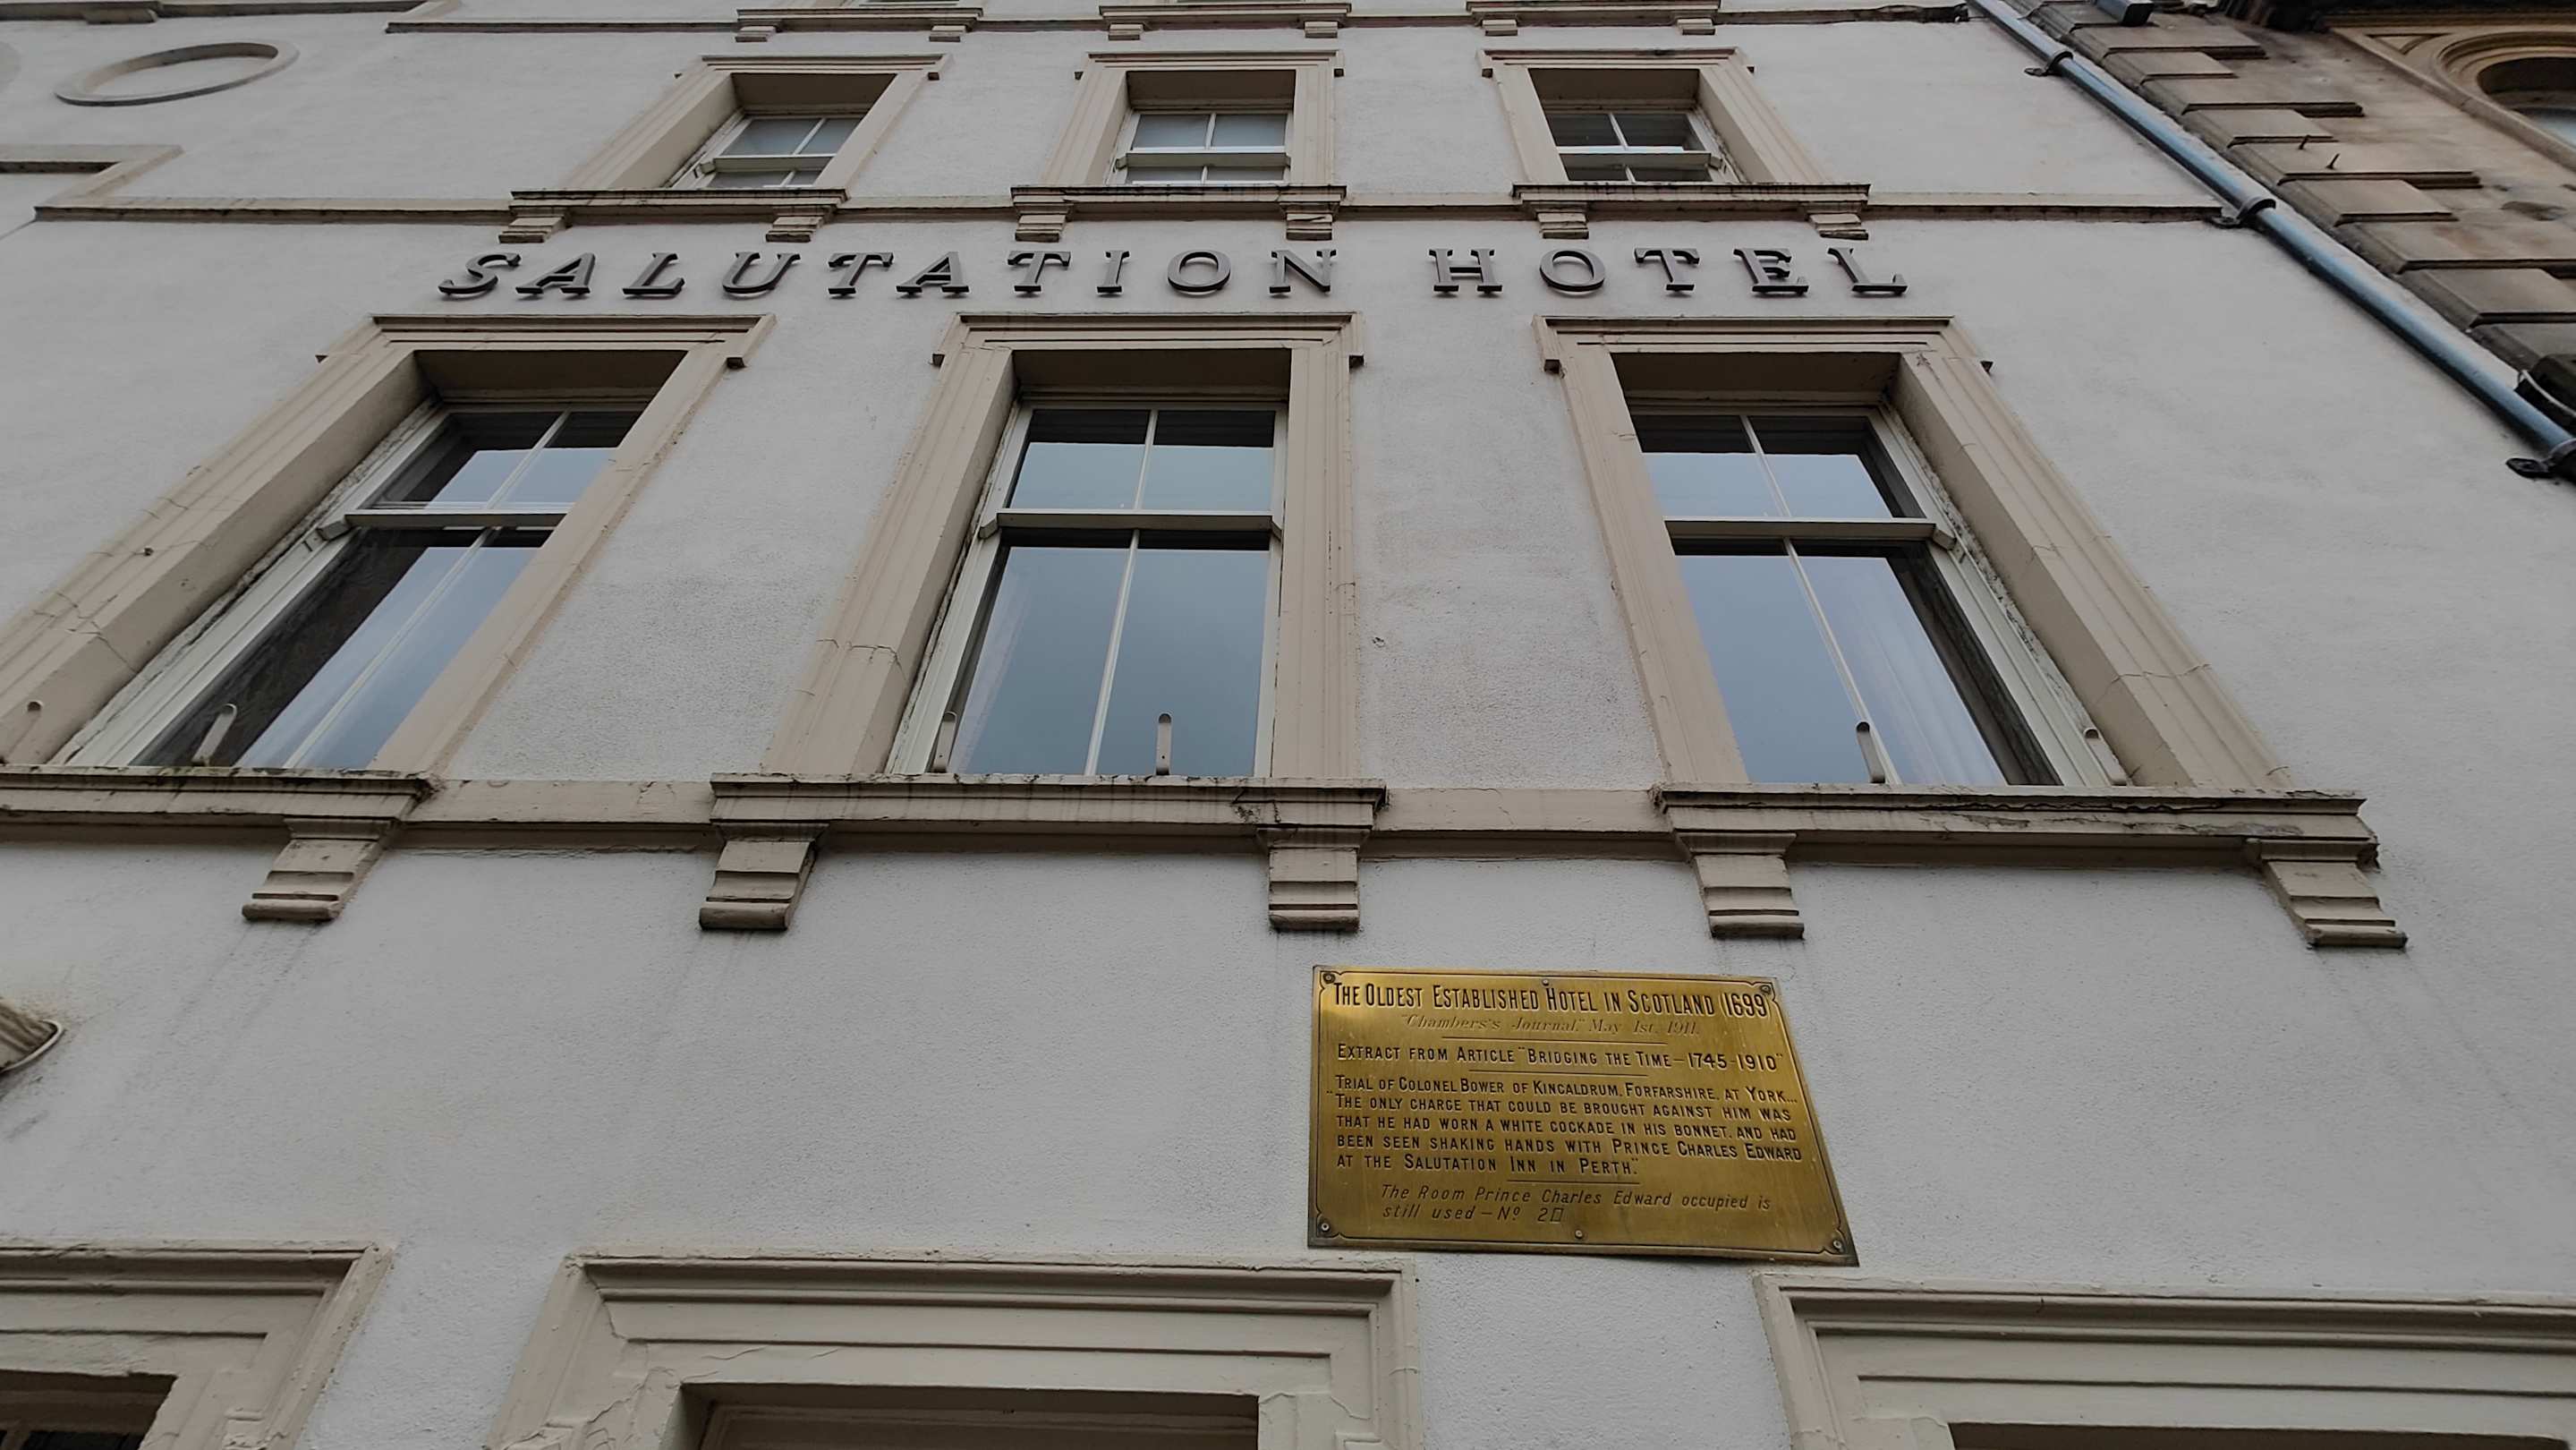 SALUTATION HOTEL
THE OLDEST ESTABLISHED HOTEL IN SCOTLAND (1699)
"Chambers's Journal," May 1st, 1911.
EXTRACT FROM ARTICLE "BRIDGING THE TIME — 1745-1910"
TRIAL OF COLONEL BOWER OF KINCALDRUM, FORFARSHIRE, AT YORK...
"THE ONLY CHARGE THAT COULD BE BROUGHT AGAINST HIM WAS
THAT HE HAD WORN A WHITE COCKADE IN HIS BONNET, AND HAD
BEEN SEEN SHAKING HANDS WITH PRINCE CHARLES EDWARD
AT THE SALUTATION INN IN PERTH."
The Room Prince Charles Edward occupied is
still used — Nº